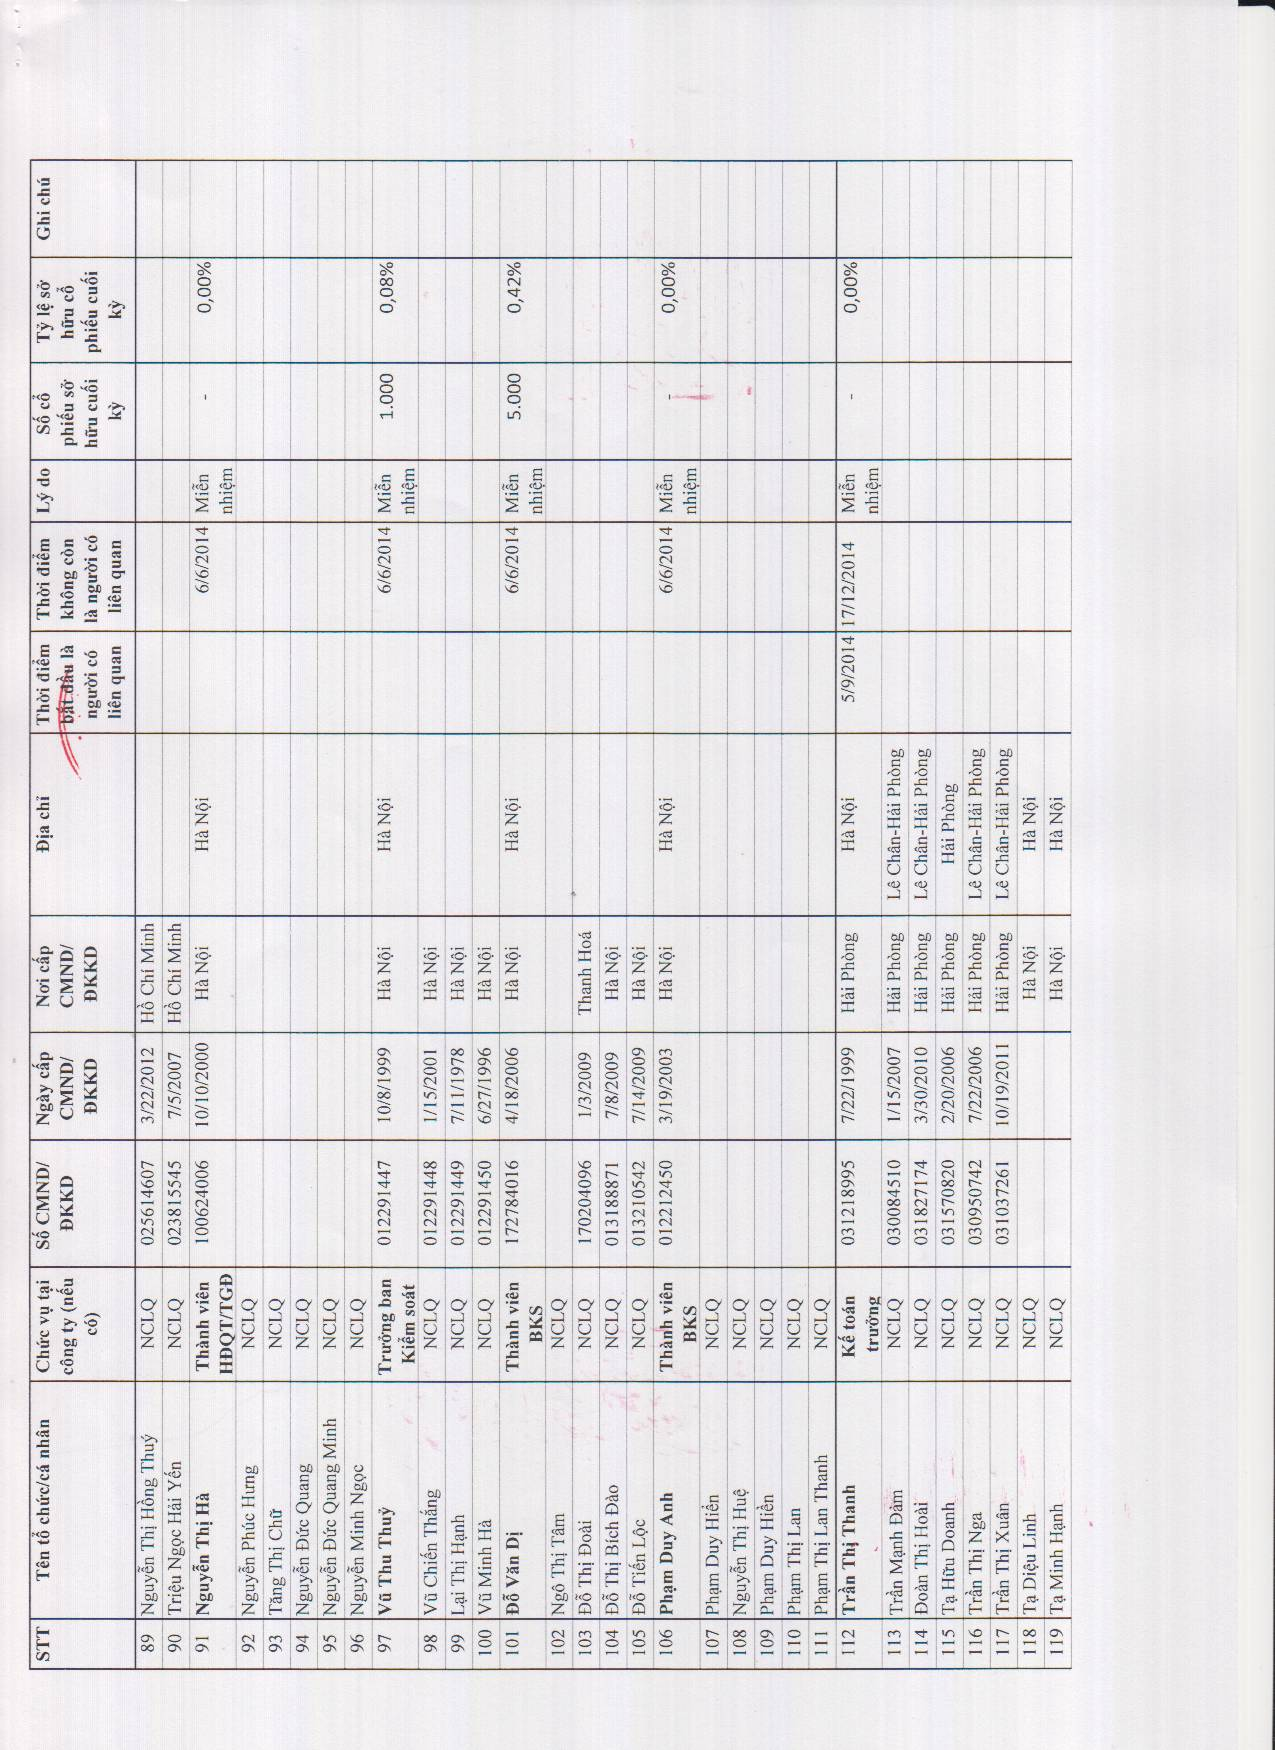 STT Tên tổ chức/cá nhân Chức vụ tại công ty (nếu có) Số CMND/ĐKKD Ngày cấp CMND/ĐKKD Nơi cấp CMND/ĐKKD Địa chỉ Thời điểm bắt đầu là người có liên quan Thời điểm không còn là người có liên quan Lý do Số cổ phiếu sở hữu cuối kỳ Tỷ lệ sở hữu cổ phiếu cuối kỳ Ghi chú
89 Nguyễn Thị Hồng Thuý NCLQ 025614607 3/22/2012 Hồ Chí Minh
90 Triệu Ngọc Hải Yến NCLQ 023815545 7/5/2007 Hồ Chí Minh
91 Nguyễn Thị Hà Thành viên HĐQT/TGĐ 100624006 10/10/2000 Hà Nội Hà Nội 6/6/2014 Miễn nhiệm - 0,00%
92 Nguyễn Phúc Hưng NCLQ
93 Tăng Thị Chữ NCLQ
94 Nguyễn Đức Quang NCLQ
95 Nguyễn Đức Quang Minh NCLQ
96 Nguyễn Minh Ngọc NCLQ
97 Vũ Thu Thuỷ Trưởng ban Kiểm soát 012291447 10/8/1999 Hà Nội Hà Nội 6/6/2014 Miễn nhiệm 1.000 0,08%
98 Vũ Chiến Thắng NCLQ 012291448 1/15/2001 Hà Nội
99 Lại Thị Hạnh NCLQ 012291449 7/11/1978 Hà Nội
100 Vũ Minh Hà NCLQ 012291450 6/27/1996 Hà Nội
101 Đỗ Văn Dị Thành viên BKS 172784016 4/18/2006 Hà Nội Hà Nội 6/6/2014 Miễn nhiệm 5.000 0,42%
102 Ngô Thị Tâm NCLQ
103 Đỗ Thị Đoài NCLQ 170204096 1/3/2009 Thanh Hoá
104 Đỗ Thị Bích Đào NCLQ 013188871 7/8/2009 Hà Nội
105 Đỗ Tiến Lộc NCLQ 013210542 7/14/2009 Hà Nội
106 Phạm Duy Anh Thành viên BKS 012212450 3/19/2003 Hà Nội Hà Nội 6/6/2014 Miễn nhiệm - 0,00%
107 Phạm Duy Hiển NCLQ
108 Nguyễn Thị Huệ NCLQ
109 Phạm Duy Hiền NCLQ
110 Phạm Thị Lan NCLQ
111 Phạm Thị Lan Thanh NCLQ
112 Trần Thị Thanh Kế toán trưởng 031218995 7/22/1999 Hải Phòng Hà Nội 5/9/2014 17/12/2014 Miễn nhiệm - 0,00%
113 Trần Mạnh Đảm NCLQ 030084510 1/15/2007 Hải Phòng Lê Chân-Hải Phòng
114 Đoàn Thị Hoài NCLQ 031827174 3/30/2010 Hải Phòng Lê Chân-Hải Phòng
115 Tạ Hữu Doanh NCLQ 031570820 2/20/2006 Hải Phòng Hải Phòng
116 Trần Thị Nga NCLQ 030950742 7/22/2006 Hải Phòng Lê Chân-Hải Phòng
117 Trần Thị Xuân NCLQ 031037261 10/19/2011 Hải Phòng Lê Chân-Hải Phòng
118 Tạ Diệu Linh NCLQ Hà Nội Hà Nội
119 Tạ Minh Hạnh NCLQ Hà Nội Hà Nội